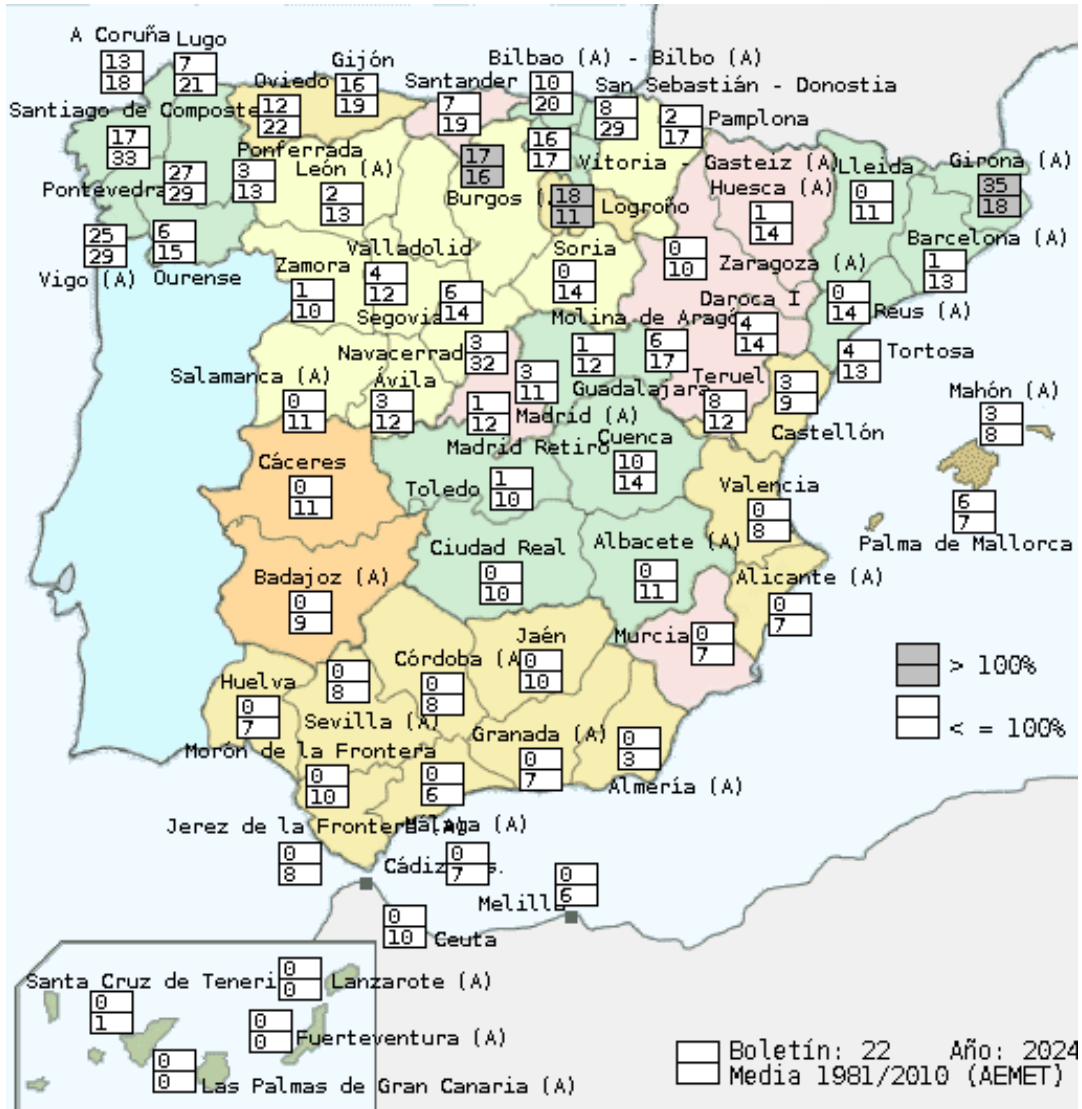 A Coruña
13
18
Lugo
7
21
Gijón
16
19
Oviedo
12
22
Santander
7
19
Bilbao (A) - Bilbo (A)
10
20
San Sebastián - Donostia
8
29
2
17
Pamplona
Santiago de Composte
17
33
Ponferrada
3
13
León (A)
2
13
17
16
Burgos
16
17
Vitoria - Gasteiz (A)
Huesca (A)
1
14
Lleida
0
11
Girona (A)
35
18
Pontevedra
27
29
18
11
Logroño
25
29
Vigo (A)
6
15
Ourense
Valladolid
4
12
Zamora
1
10
Soria
0
14
0
10
Zaragoza (A)
Barcelona (A)
1
13
Segovia
6
14
Daroca I
4
14
0
14
Reus (A)
Molina de Aragó
6
17
Navacerrad
3
32
1
12
Guadalajara
3
11
4
13
Tortosa
Salamanca (A)
0
11
Ávila
3
12
1
12
Madrid (A)
Madrid Retiro
Teruel
8
12
3
9
Castellón
Mahón (A)
3
8
Cáceres
0
11
Toledo
1
10
Cuenca
10
14
Valencia
0
8
6
7
Palma de Mallorca
Ciudad Real
0
10
Albacete (A)
0
11
Badajoz (A)
0
9
Alicante (A)
0
7
Murcia
0
7
Jaén
0
10
Córdoba (A
0
8
Huelva
0
7
0
8
Sevilla (A)
Granada (A)
0
7
0
3
Almería (A)
Morón de la Frontera
0
10
0
6
Málaga (A)
Jerez de la Frontera
0
8
Cádiz
s.
0
7
Melilla
0
6
0
10
Ceuta
> 100%
< = 100%
Santa Cruz de Teneri
0
1
0
0
Lanzarote (A)
0
0
Fuerteventura (A)
0
0
Las Palmas de Gran Canaria (A)
Boletín: 22 Año: 2024
Media 1981/2010 (AEMET)